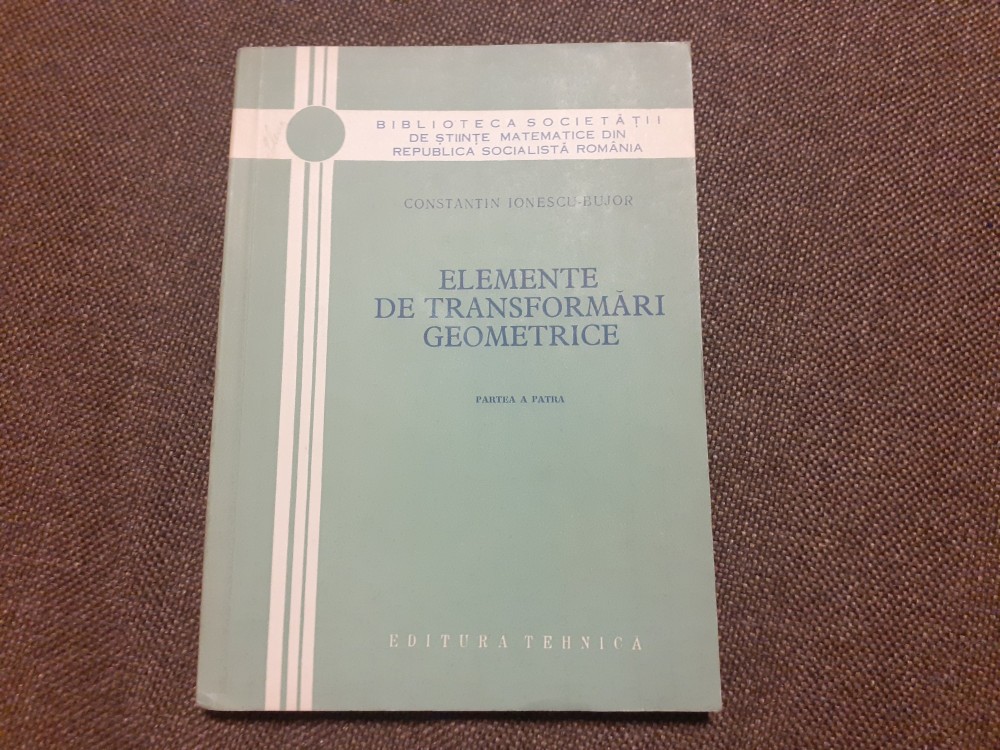 BIBLIOTECA SOCIETĂȚII
DE ȘTIINȚE MATEMATICE DIN
REPUBLICA SOCIALISTĂ ROMÂNIA
CONSTANTIN IONESCU-BUJOR
ELEMENTE
DE TRANSFORMĂRI
GEOMETRICE
PARTEA A PATRA
EDITURA TEHNICĂ